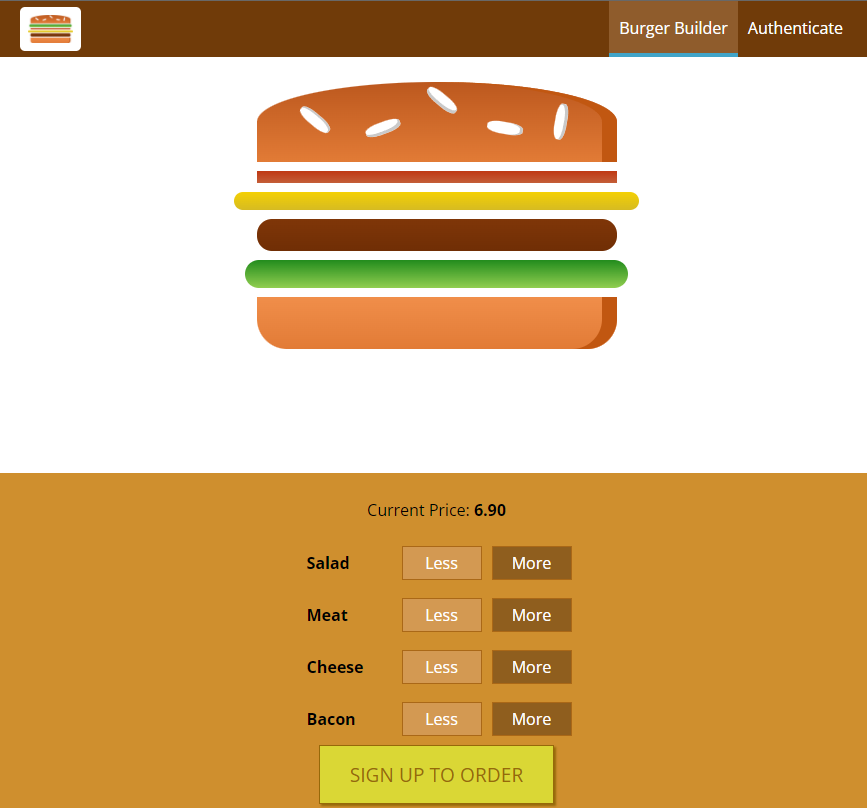 Burger Builder Authenticate
Current Price: 6.90
Salad Less More
Meat Less More
Cheese Less More
Bacon Less More
SIGN UP TO ORDER